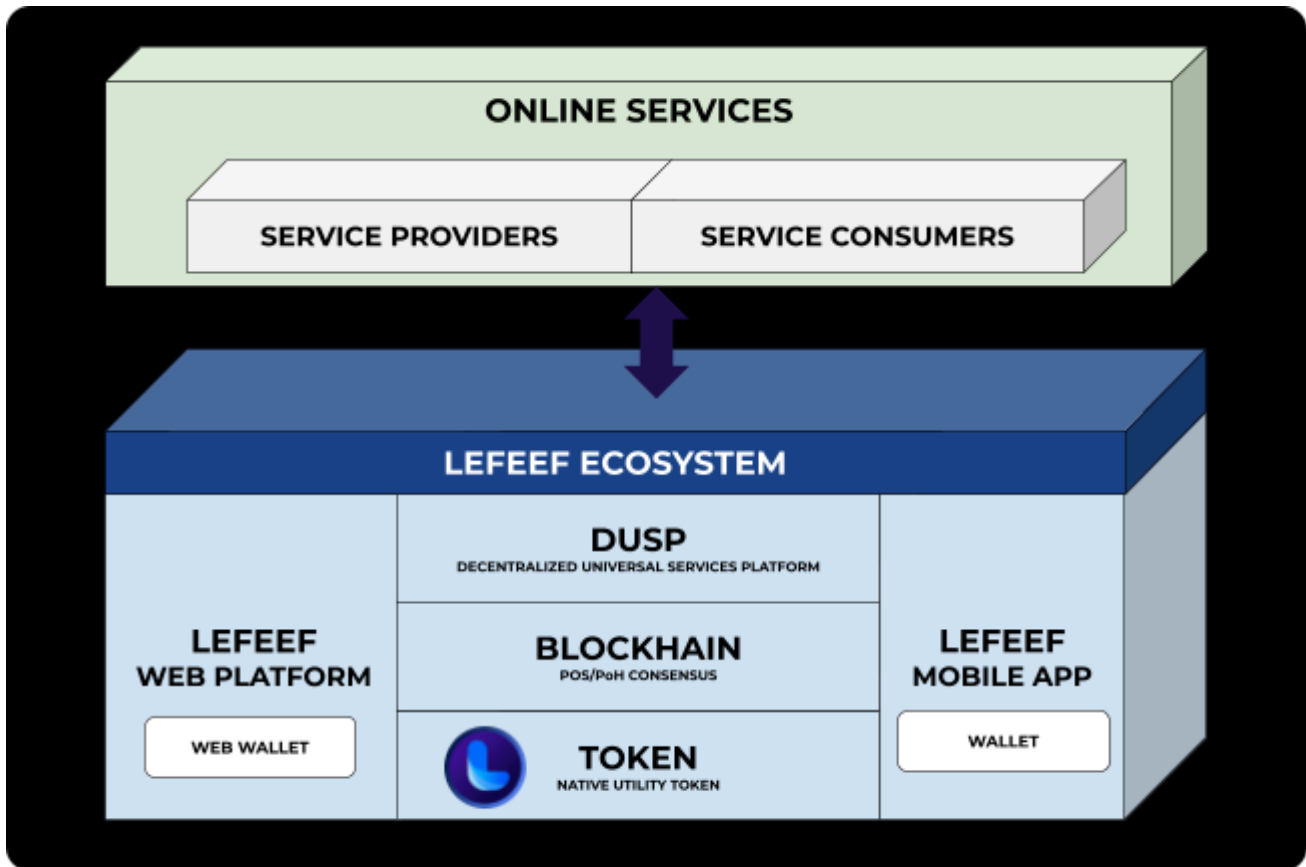 ONLINE SERVICES
SERVICE PROVIDERS
SERVICE CONSUMERS
LEFEEF ECOSYSTEM
LEFEEF
WEB PLATFORM
WEB WALLET
DUSP
DECENTRALIZED UNIVERSAL SERVICES PLATFORM
BLOCKHAIN
POS/PoH CONSENSUS
TOKEN
NATIVE UTILITY TOKEN
LEFEEF
MOBILE APP
WALLET